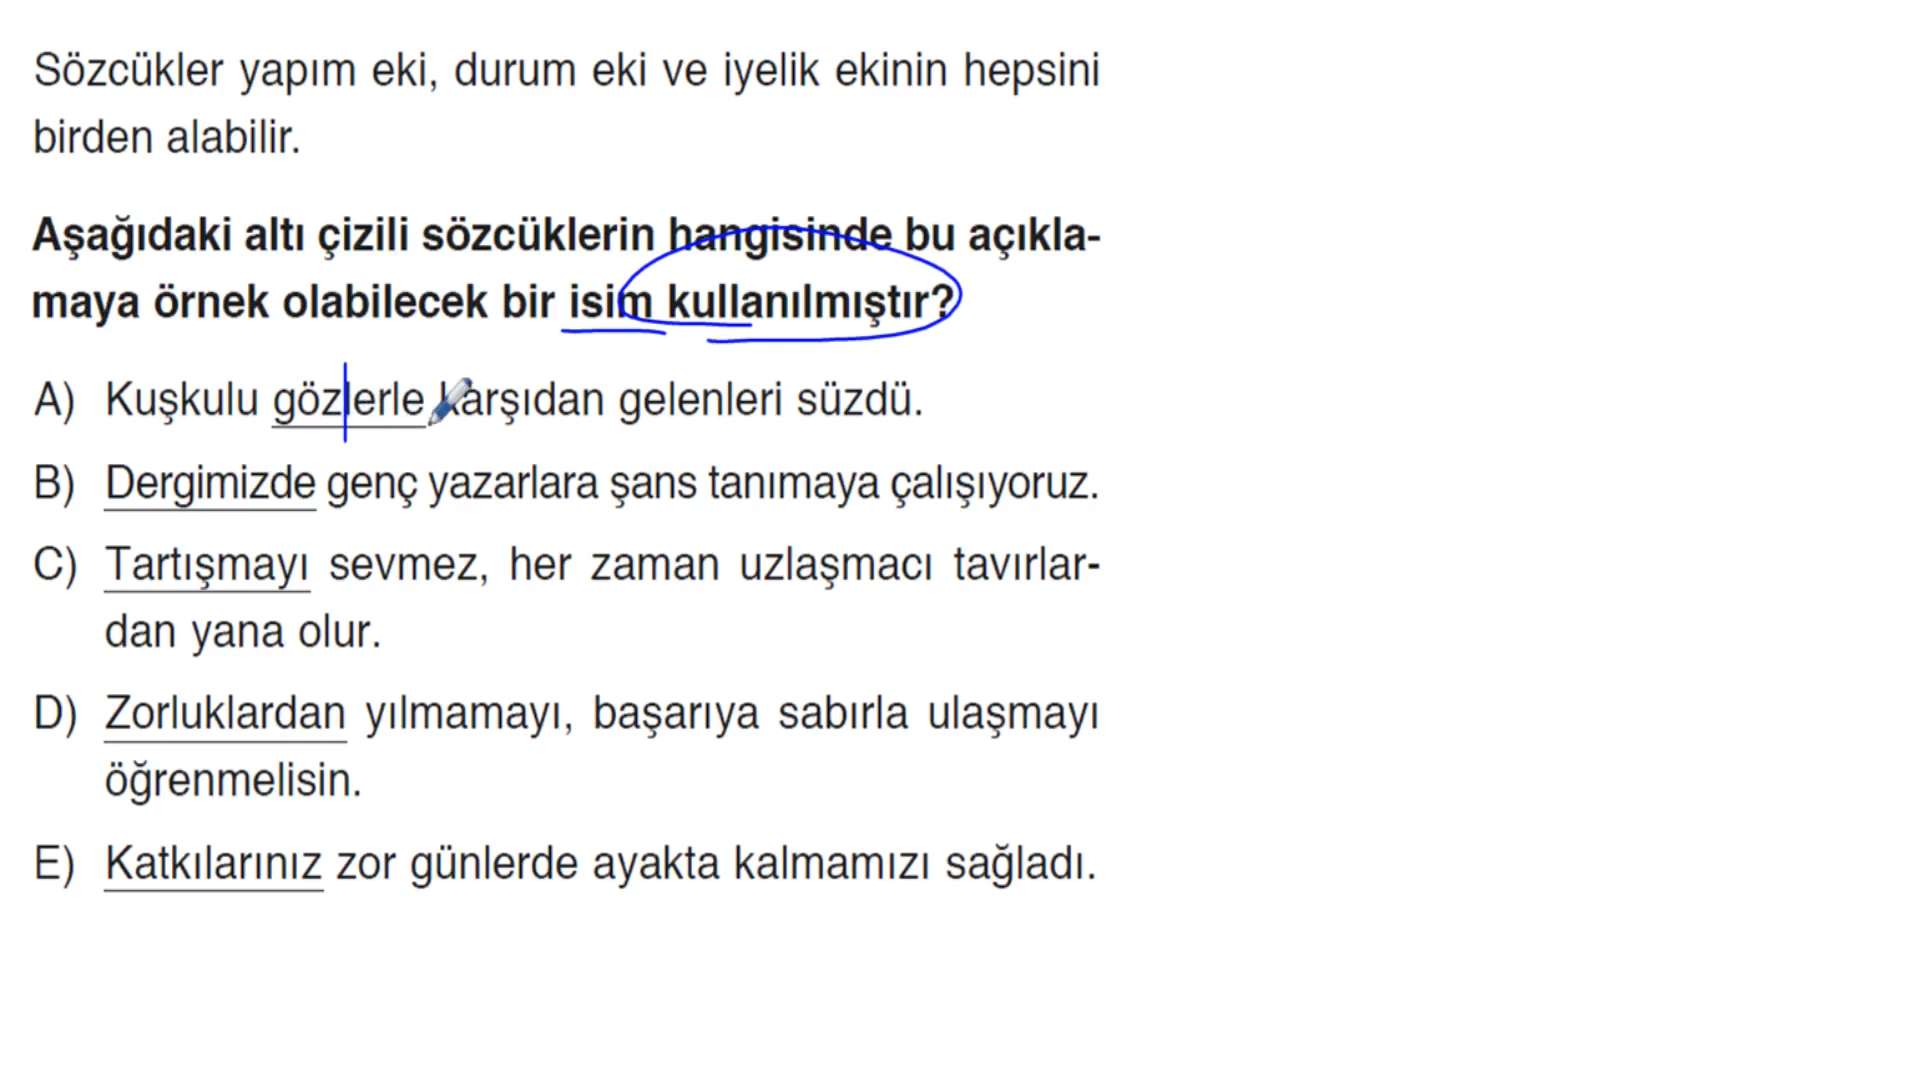 Sözcükler yapım eki, durum eki ve iyelik ekinin hepsini
birden alabilir.
Aşağıdaki altı çizili sözcüklerin hangisinde bu açıkla-
maya örnek olabilecek bir isim kullanılmıştır?
A) Kuşkulu gözlerle karşıdan gelenleri süzdü.
B) Dergimizde genç yazarlara şans tanımaya çalışıyoruz.
C) Tartışmayı sevmez, her zaman uzlaşmacı tavırlar-
dan yana olur.
D) Zorluklardan yılmamayı, başarıya sabırla ulaşmayı
öğrenmelisin.
E) Katkılarınız zor günlerde ayakta kalmamızı sağladı.